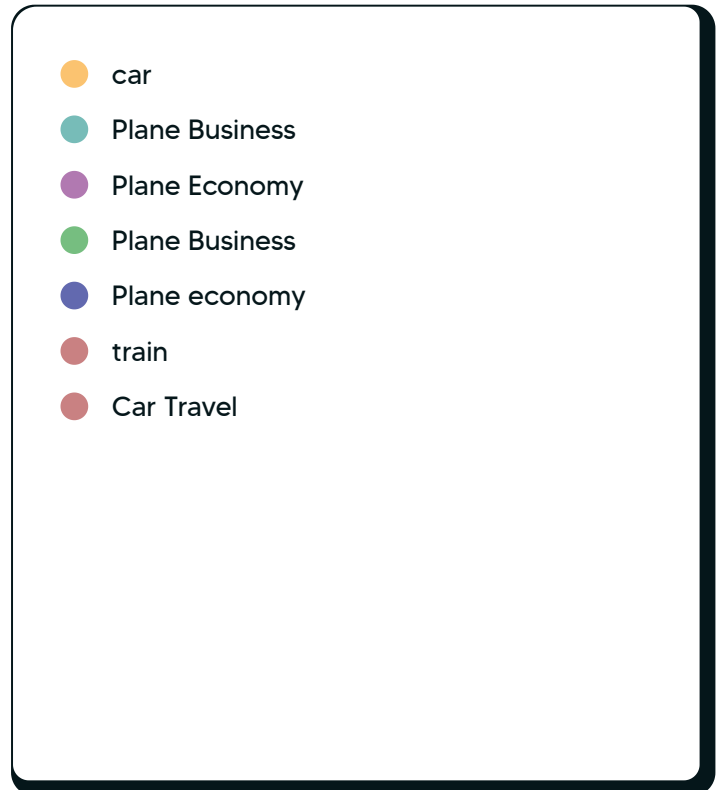 car
Plane Business
Plane Economy
Plane Business
Plane economy
train
Car Travel